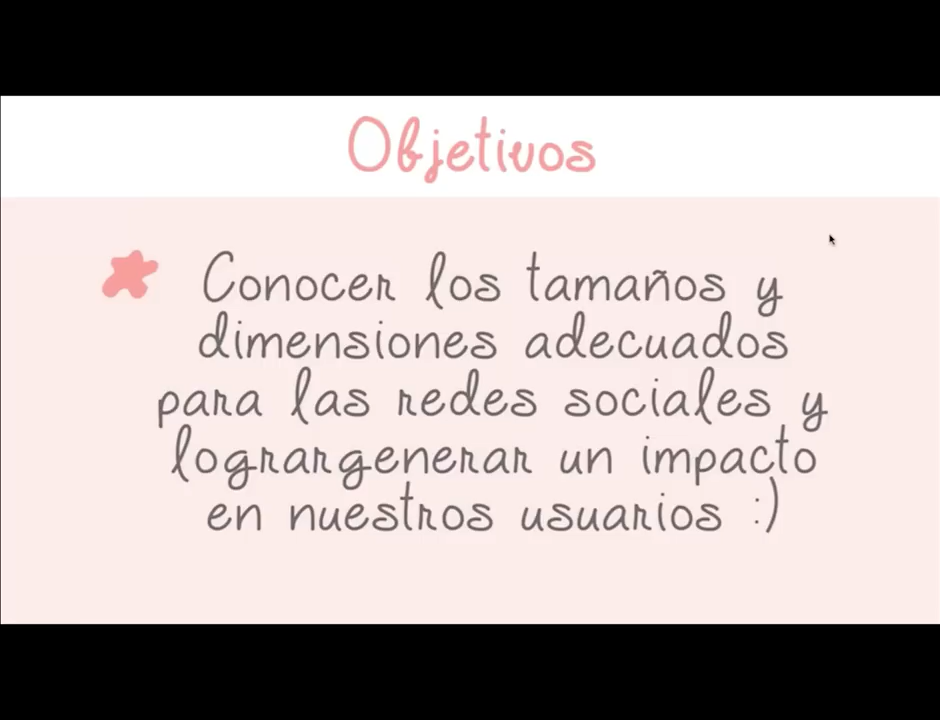 Objetivos
Conocer los tamaños y
dimensiones adecuados
para las redes sociales y
logrargenerar un impacto
en nuestros usuarios :)